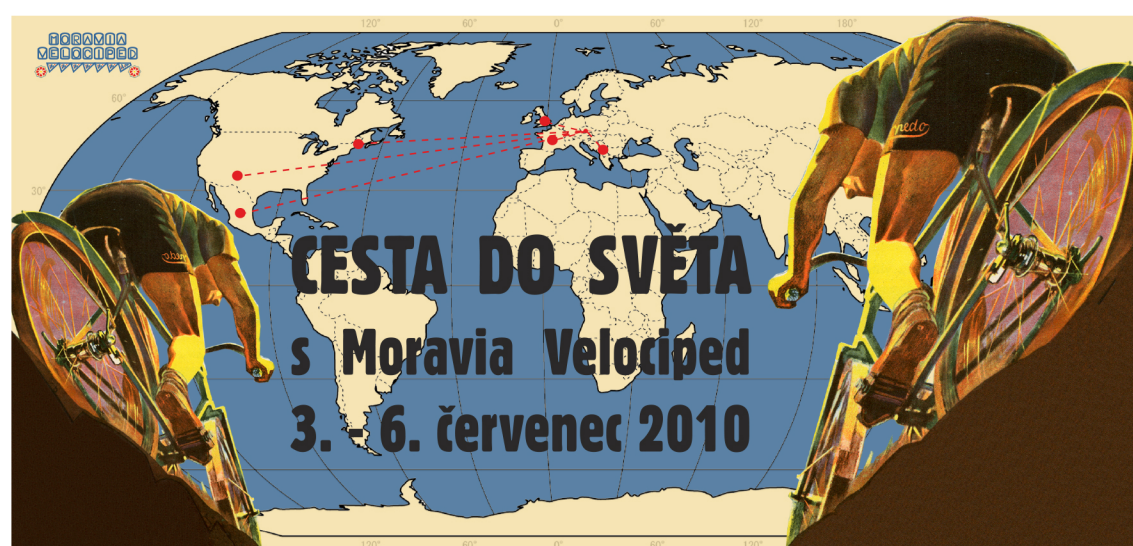 120° 60° 0° 60° 120° 180°
MORAVIA
VELOCIPED
60°
nedo
30°
CESTA DO SVĚTA
s Moravia Velociped
3. - 6. červenec 2010
120° 60° 0° 60° 120°